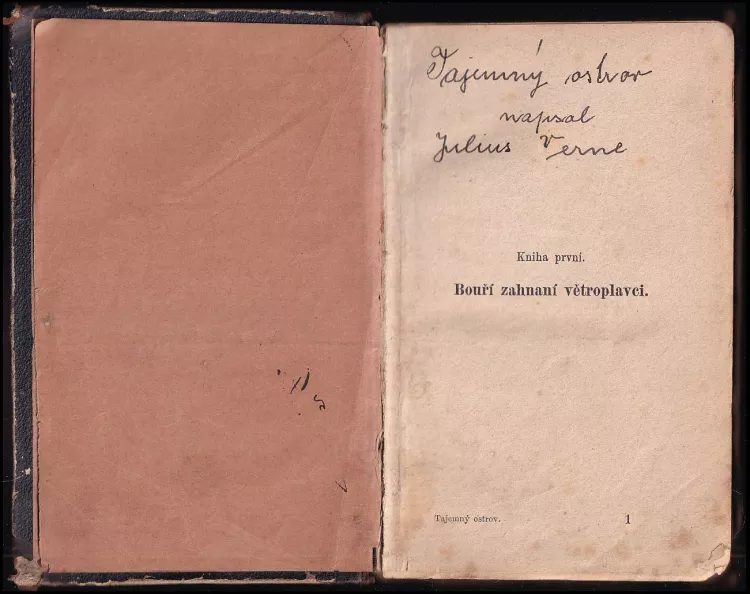 Tajemný ostrov
napsal
Julius Verne
Kniha první.
Bouří zahnaní větroplavci.
Tajemný ostrov. 1